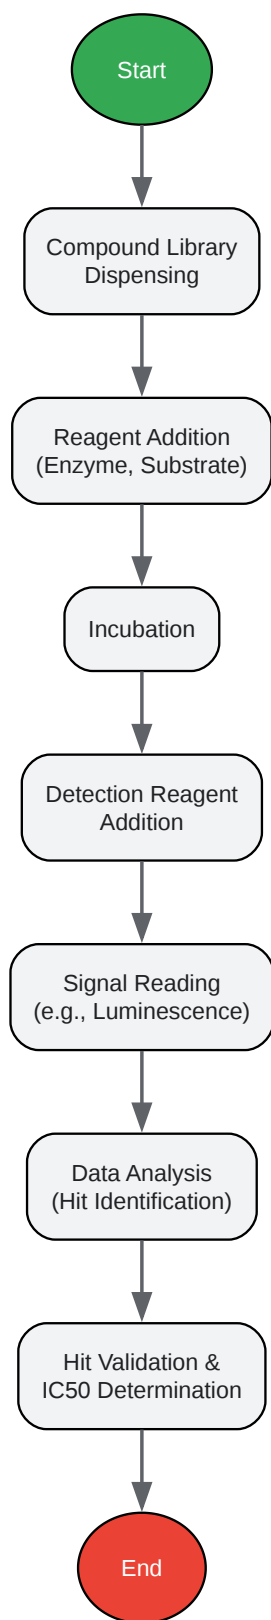 Start
Compound Library
Dispensing
Reagent Addition
(Enzyme, Substrate)
Incubation
Detection Reagent
Addition
Signal Reading
(e.g., Luminescence)
Data Analysis
(Hit Identification)
Hit Validation &
IC50 Determination
End